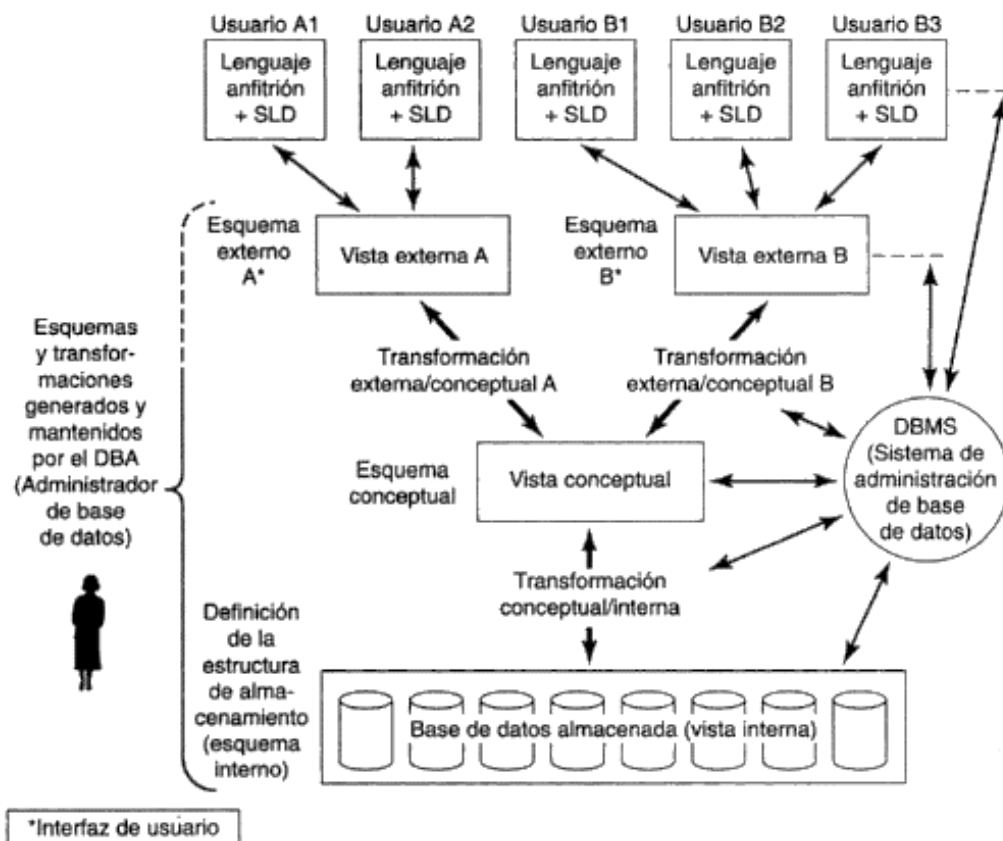 Usuario A1
Usuario A2
Usuario B1
Usuario B2
Usuario B3
Lenguaje
anfitrión
+ SLD
Lenguaje
anfitrión
+ SLD
Lenguaje
anfitrión
+ SLD
Lenguaje
anfitrión
+ SLD
Lenguaje
anfitrión
+ SLD
Esquema
externo
A*
Vista externa A
Esquema
externo
B*
Vista externa B
Esquemas
y transfor-
maciones
generados y
mantenidos
por el DBA
(Administrador
de base
de datos)
Transformación
externa/conceptual A
Transformación
externa/conceptual B
Esquema
conceptual
Vista conceptual
DBMS
(Sistema de
administración
de base
de datos)
Transformación
conceptual/interna
Definición
de la
estructura
de alma-
cenamiento
(esquema
interno)
Base de datos almacenada (vista interna)
*Interfaz de usuario